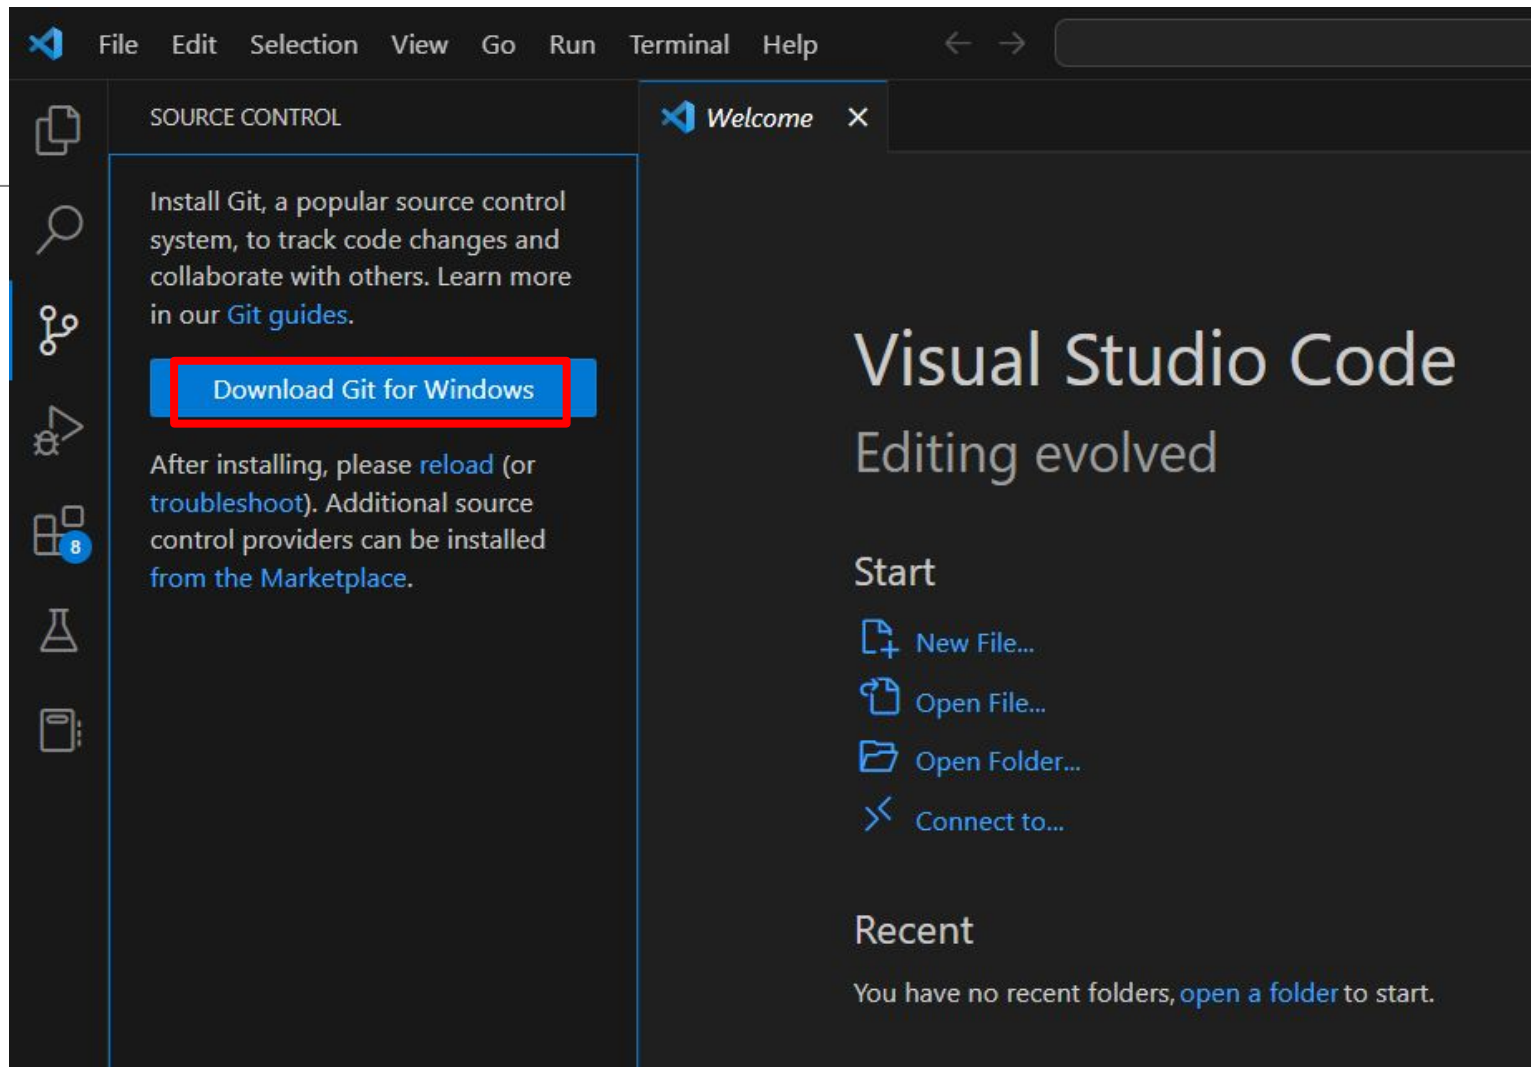 File Edit Selection View Go Run Terminal Help
SOURCE CONTROL
Welcome
Install Git, a popular source control
system, to track code changes and
collaborate with others. Learn more
in our Git guides.
Download Git for Windows
After installing, please reload (or
troubleshoot). Additional source
control providers can be installed
from the Marketplace.
8
Visual Studio Code
Editing evolved
Start
New File...
Open File...
Open Folder...
Connect to...
Recent
You have no recent folders, open a folder to start.